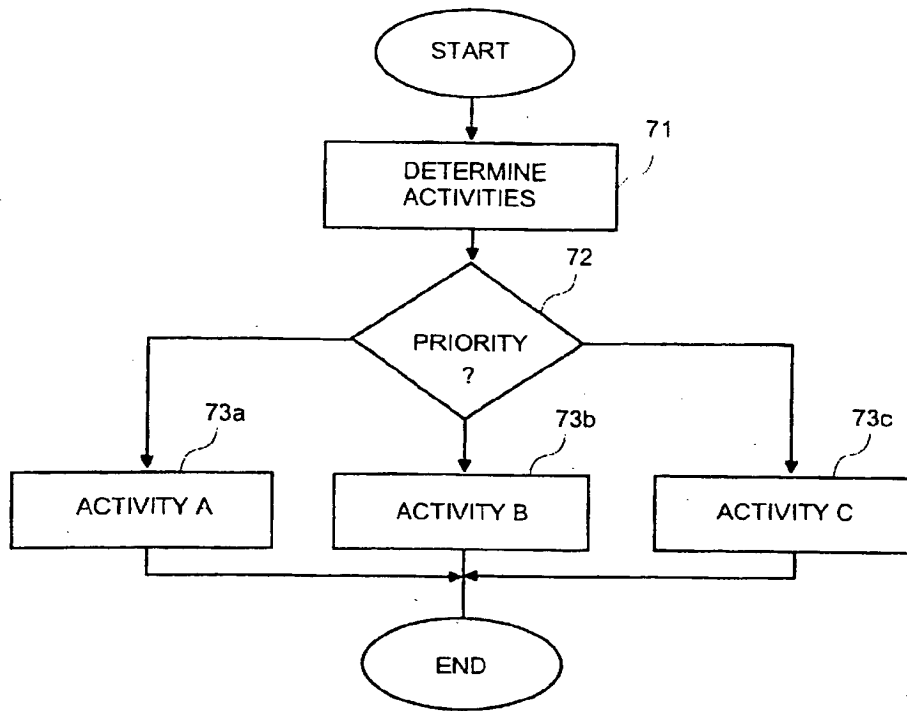 START
71
DETERMINE
ACTIVITIES
72
PRIORITY
?
73a
73b
73c
ACTIVITY A
ACTIVITY B
ACTIVITY C
END